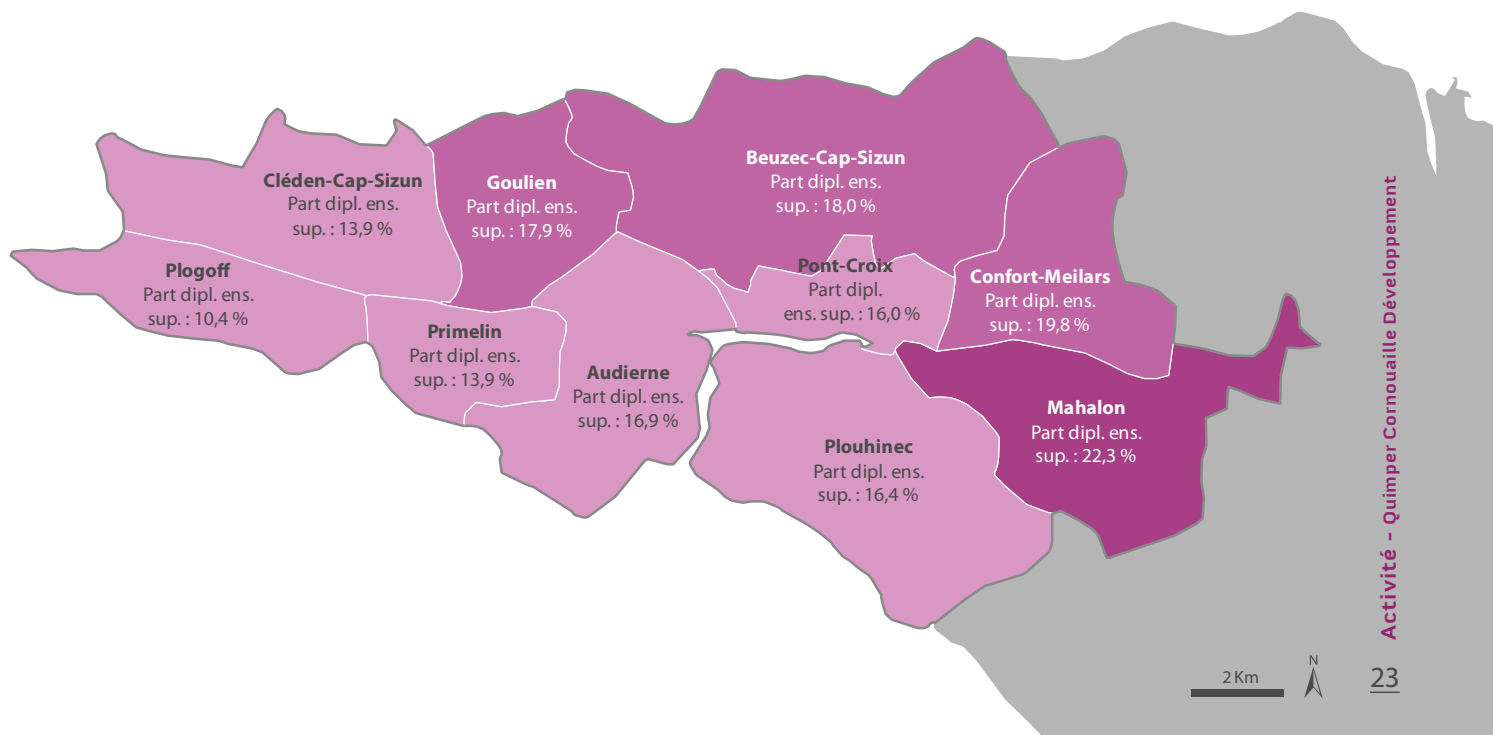 Cléden-Cap-Sizun
Part dipl. ens.
sup. : 13,9 %
Goulien
Part dipl. ens.
sup. : 17,9 %
Beuzec-Cap-Sizun
Part dipl. ens.
sup. : 18,0 %
Plogoff
Part dipl. ens.
sup. : 10,4 %
Pont-Croix
Part dipl.
ens. sup. : 16,0 %
Confort-Meilars
Part dipl. ens.
sup. : 19,8 %
Primelin
Part dipl. ens.
sup. : 13,9 %
Audierne
Part dipl. ens.
sup. : 16,9 %
Mahalon
Part dipl. ens.
sup. : 22,3 %
Plouhinec
Part dipl. ens.
sup. : 16,4 %
Activité - Quimper Cornouaille Développement
2 Km
N
23